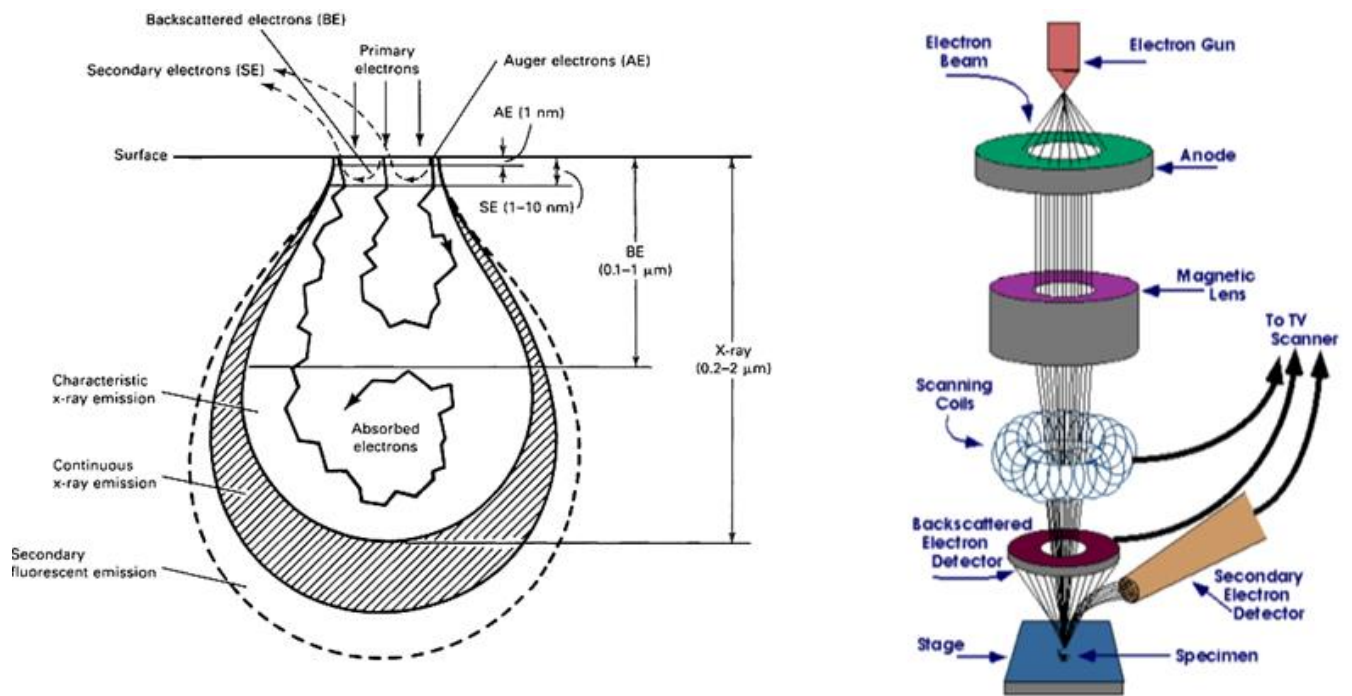 Backscattered electrons (BE)
Secondary electrons (SE)
Primary
electrons
Auger electrons (AE)
AE (1 nm)
Surface
SE (1–10 nm)
BE
(0.1–1 μm)
X-ray
(0.2–2 μm)
Characteristic
x-ray emission
Absorbed
electrons
Continuous
x-ray emission
Secondary
fluorescent emission
Electron
Beam
Electron Gun
Anode
Magnetic
Lens
To TV
Scanner
Scanning
Coils
Backscattered
Electron
Detector
Secondary
Electron
Detector
Stage
Specimen